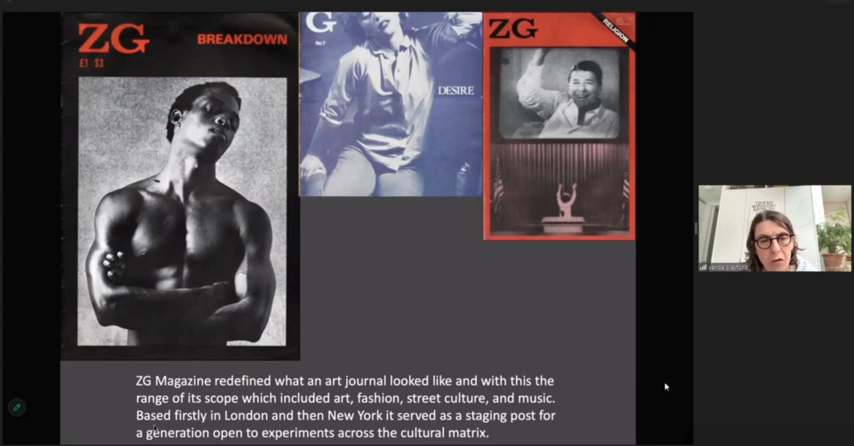 ZG
BREAKDOWN
£1 $3
G
No.7
DESIRE
ZG
RELIGION
ZG Magazine redefined what an art journal looked like and with this the
range of its scope which included art, fashion, street culture, and music.
Based firstly in London and then New York it served as a staging post for
a generation open to experiments across the cultural matrix.